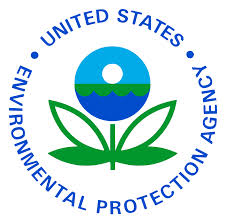 UNITED STATES
ENVIRONMENTAL PROTECTION AGENCY